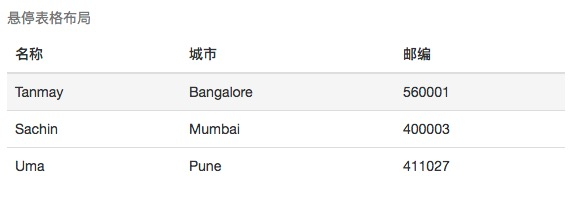 悬停表格布局
名称 城市 邮编
Tanmay Bangalore 560001
Sachin Mumbai 400003
Uma Pune 411027